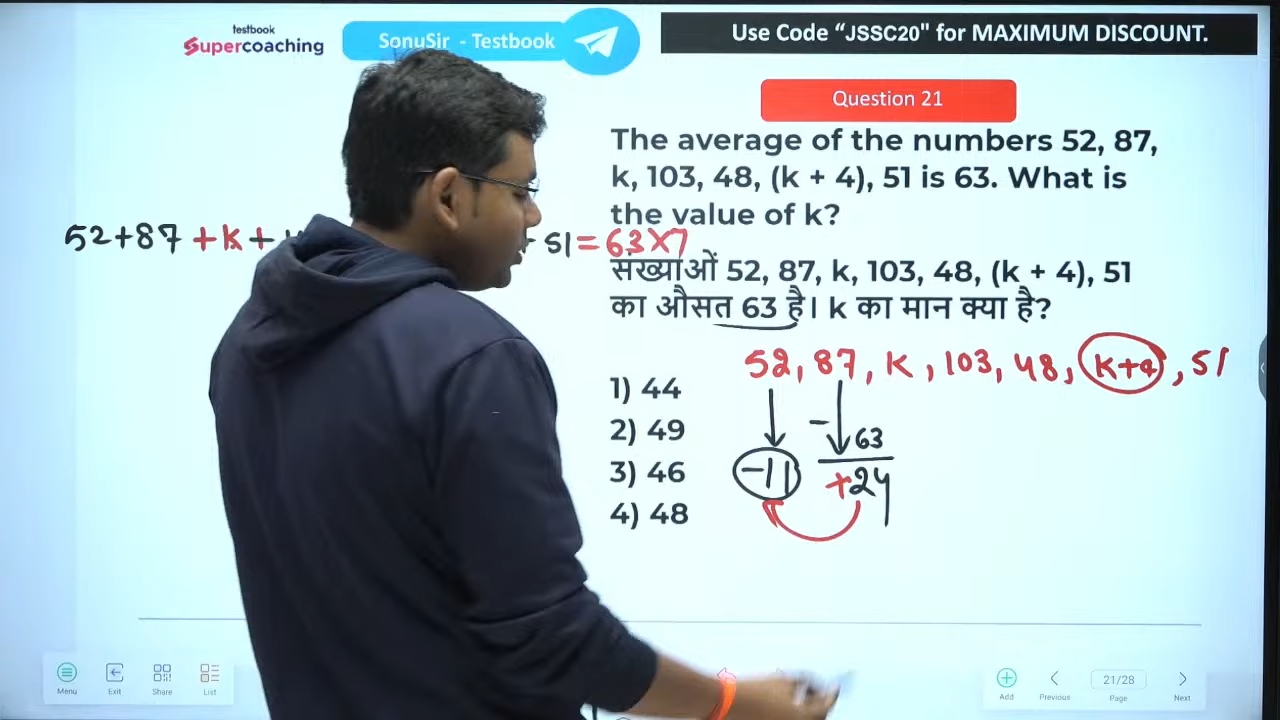 testbook
Supercoaching
SonuSir - Testbook
Use Code “JSSC20" for MAXIMUM DISCOUNT.
Question 21
The average of the numbers 52, 87,
k, 103, 48, (k + 4), 51 is 63. What is
the value of k?
52+87 +K+
51 = 63×7
संख्याओं 52, 87, k, 103, 48, (k + 4), 51
का औसत 63 है। k का मान क्या है?
52, 87, K, 103, 48, K+4, 51
1) 44
2) 49
3) 46
4) 48
- 63
-11 +24
Menu
Exit
Share
List
Add
Previous
21/28
Page
Next